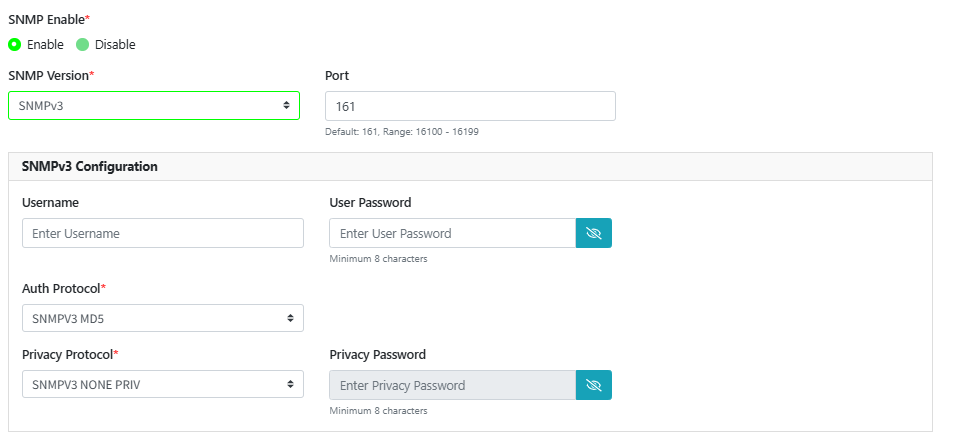 SNMP Enable*
Enable Disable
SNMP Version* Port
SNMPv3 161
Default: 161, Range: 16100 - 16199
SNMPv3 Configuration
Username User Password
Enter Username Enter User Password
Minimum 8 characters
Auth Protocol*
SNMPV3 MD5
Privacy Protocol* Privacy Password
SNMPV3 NONE PRIV Enter Privacy Password
Minimum 8 characters